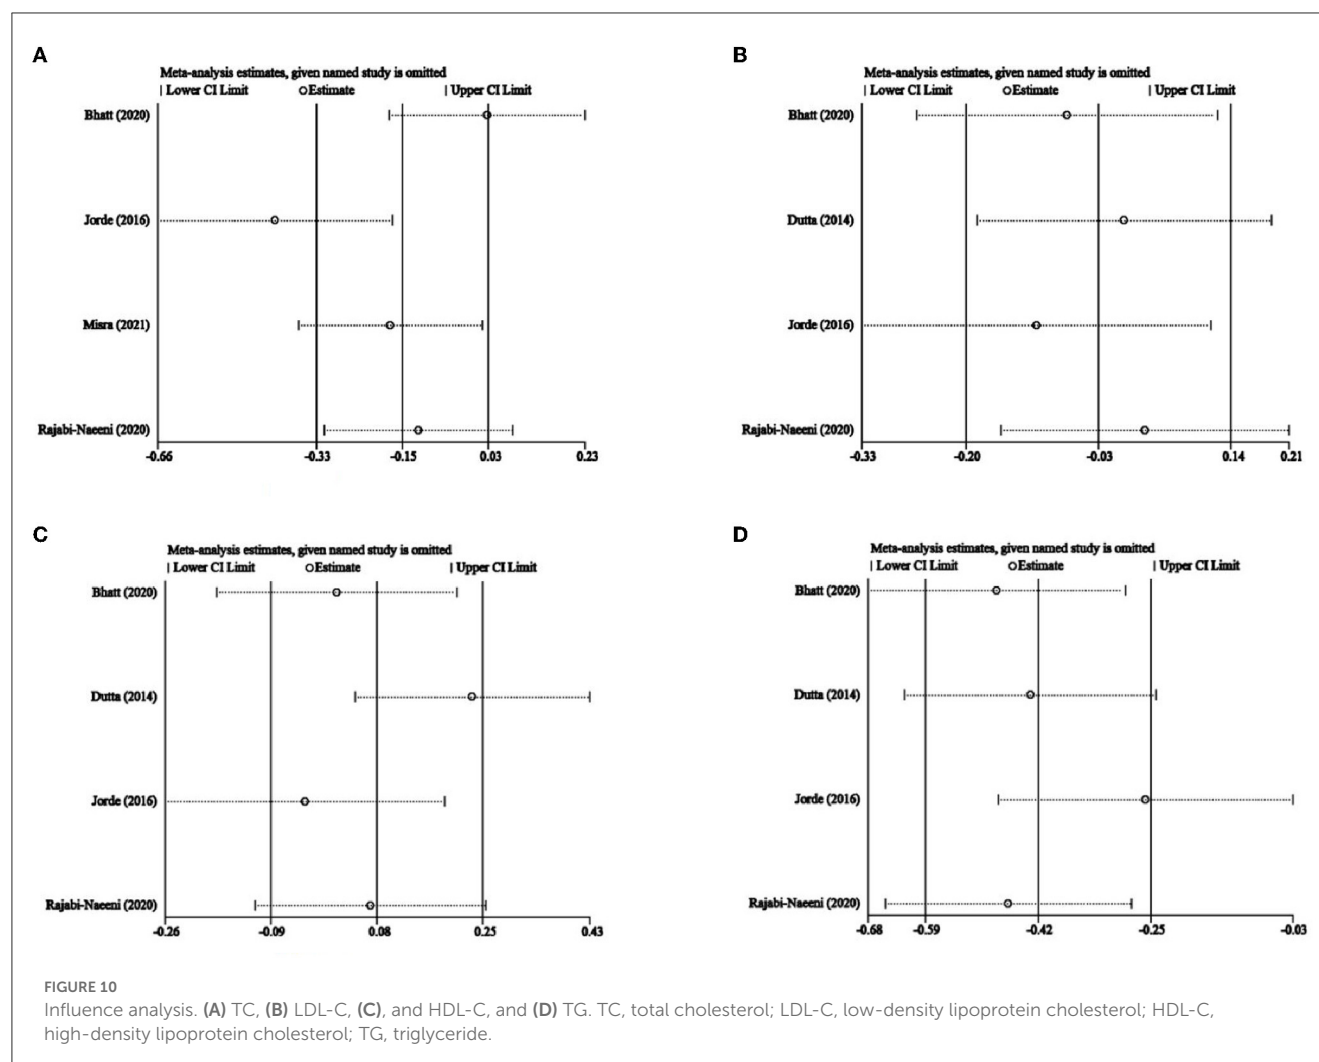 A
Meta-analysis estimates, given named study is omitted
| Lower CI Limit ○Estimate | Upper CI Limit
Bhatt (2020)
Jorde (2016)
Misra (2021)
Rajabi-Naeeni (2020)
-0.66 -0.33 -0.15 0.03 0.23
B
Meta-analysis estimates, given named study is omitted
| Lower CI Limit ○Estimate | Upper CI Limit
Bhatt (2020)
Dutta (2014)
Jorde (2016)
Rajabi-Naeeni (2020)
-0.33 -0.20 -0.03 0.14 0.21
C
Meta-analysis estimates, given named study is omitted
| Lower CI Limit ○Estimate | Upper CI Limit
Bhatt (2020)
Dutta (2014)
Jorde (2016)
Rajabi-Naeeni (2020)
-0.26 -0.09 0.08 0.25 0.43
D
Meta-analysis estimates, given named study is omitted
| Lower CI Limit ○Estimate | Upper CI Limit
Bhatt (2020)
Dutta (2014)
Jorde (2016)
Rajabi-Naeeni (2020)
-0.68 -0.59 -0.42 -0.25 -0.03
FIGURE 10
Influence analysis. (A) TC, (B) LDL-C, (C), and HDL-C, and (D) TG. TC, total cholesterol; LDL-C, low-density lipoprotein cholesterol; HDL-C,
high-density lipoprotein cholesterol; TG, triglyceride.